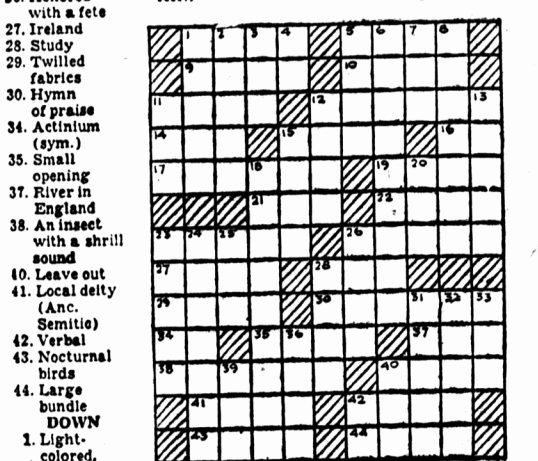 with a fete
27. Ireland
28. Study
29. Twilled
fabrics
30. Hymn
of praise
34. Actinium
(sym.)
35. Small
opening
37. River in
England
38. An insect
with a shrill
sound
40. Leave out
41. Local deity
(Anc.
Semitic)
42. Verbal
43. Nocturnal
birds
44. Large
bundle
DOWN
1. Light-
colored,
1 2 3 4 5 6 7 8
9 10
11 12 13
14 15 16
17 18 19 20
21 22
23 24 25 26
27 28
29 30 31 32 33
34 35 36 37
38 39 40
41 42
43 44